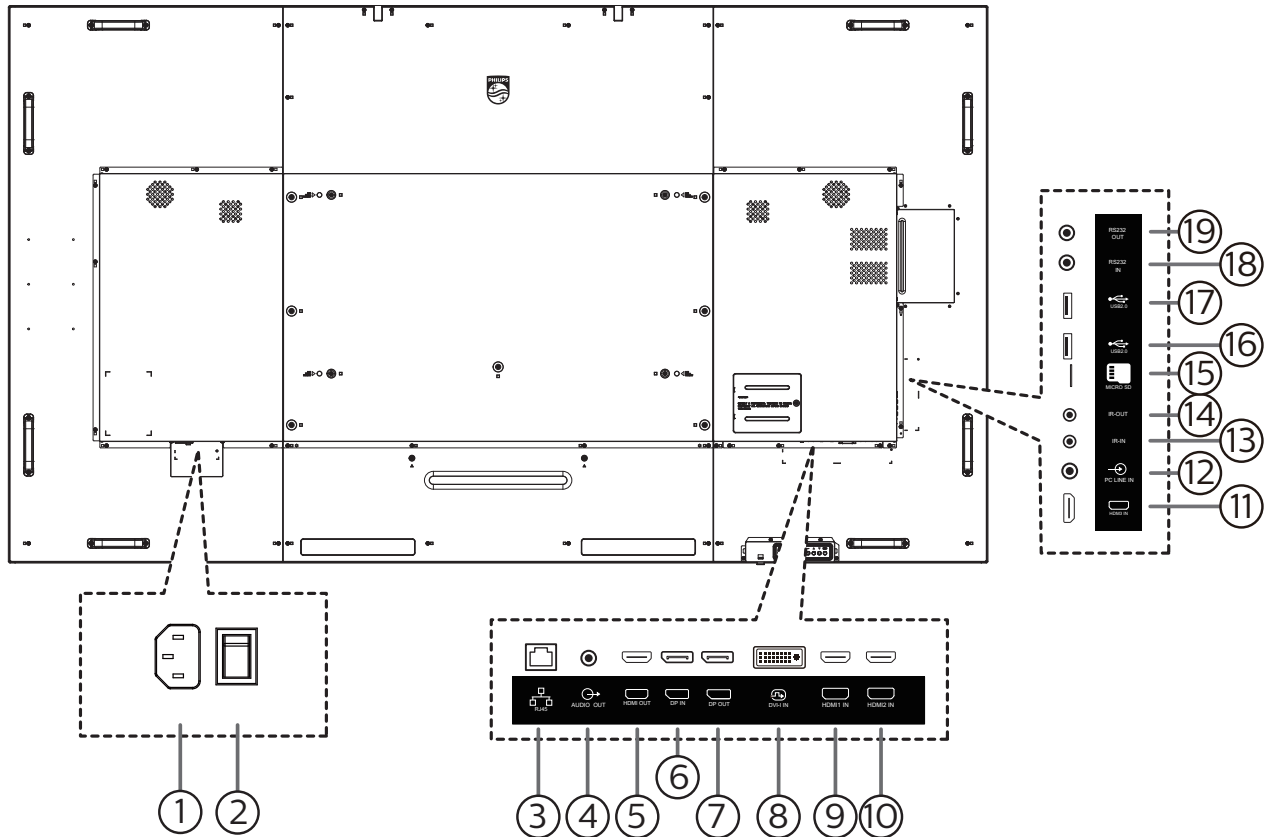 PHILIPS
RS232
OUT
19
RS232
IN
18
USB2.0
17
USB2.0
16
MICRO SD
15
IR-OUT
14
IR-IN
13
PC LINE IN
12
HDMI3 IN
11
RJ45
AUDIO OUT
HDMI OUT
DP IN
DP OUT
DVI-I IN
HDMI1 IN
HDMI2 IN
1
2
3
4
5
6
7
8
9
10